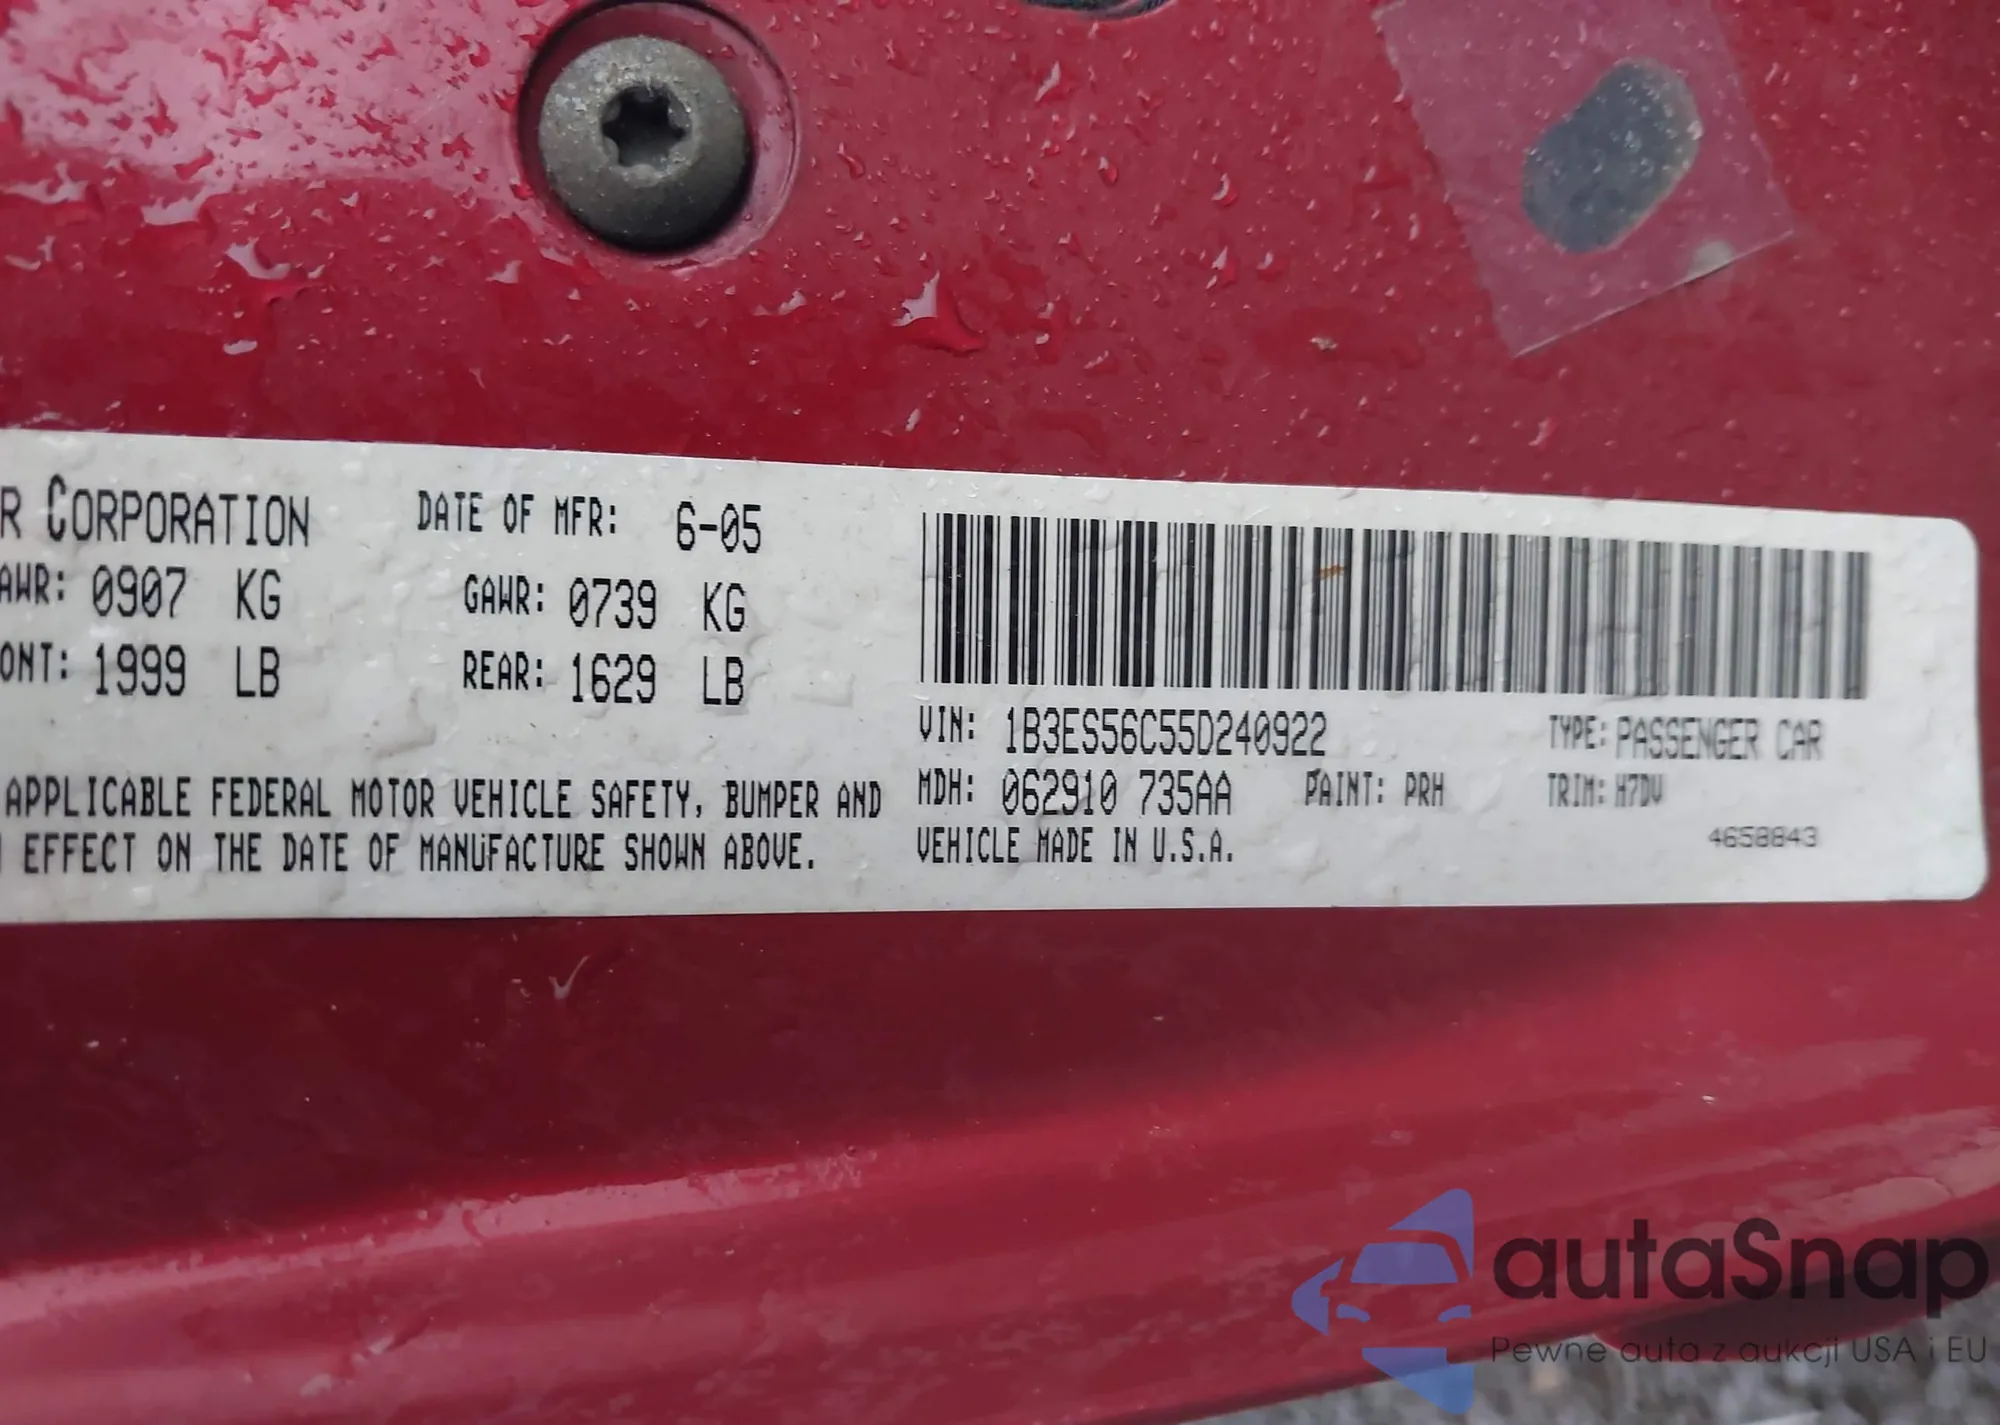 R CORPORATION DATE OF MFR: 6-05
AWR: 0907 KG GAWR: 0739 KG
ONT: 1999 LB REAR: 1629 LB
APPLICABLE FEDERAL MOTOR VEHICLE SAFETY, BUMPER AND
EFFECT ON THE DATE OF MANUFACTURE SHOWN ABOVE.
VIN: 1B3ES56C55D240922 TYPE: PASSENGER CAR
MDH: 062910 735AA PAINT: PRH TRIM: H7DV
VEHICLE MADE IN U.S.A.
4658843
autaSnap
Pewne auta z aukcji USA i EU